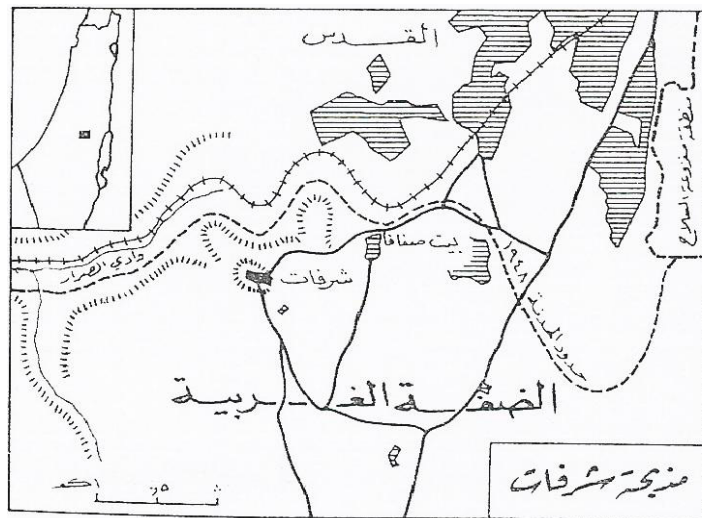 القدس
منطقة منزوعة السلاح
بيت صفافا
وادي الصرار
شرفات
حدود الهدنة ١٩٤٨
الضفة الغربية
مذبحة شرفات